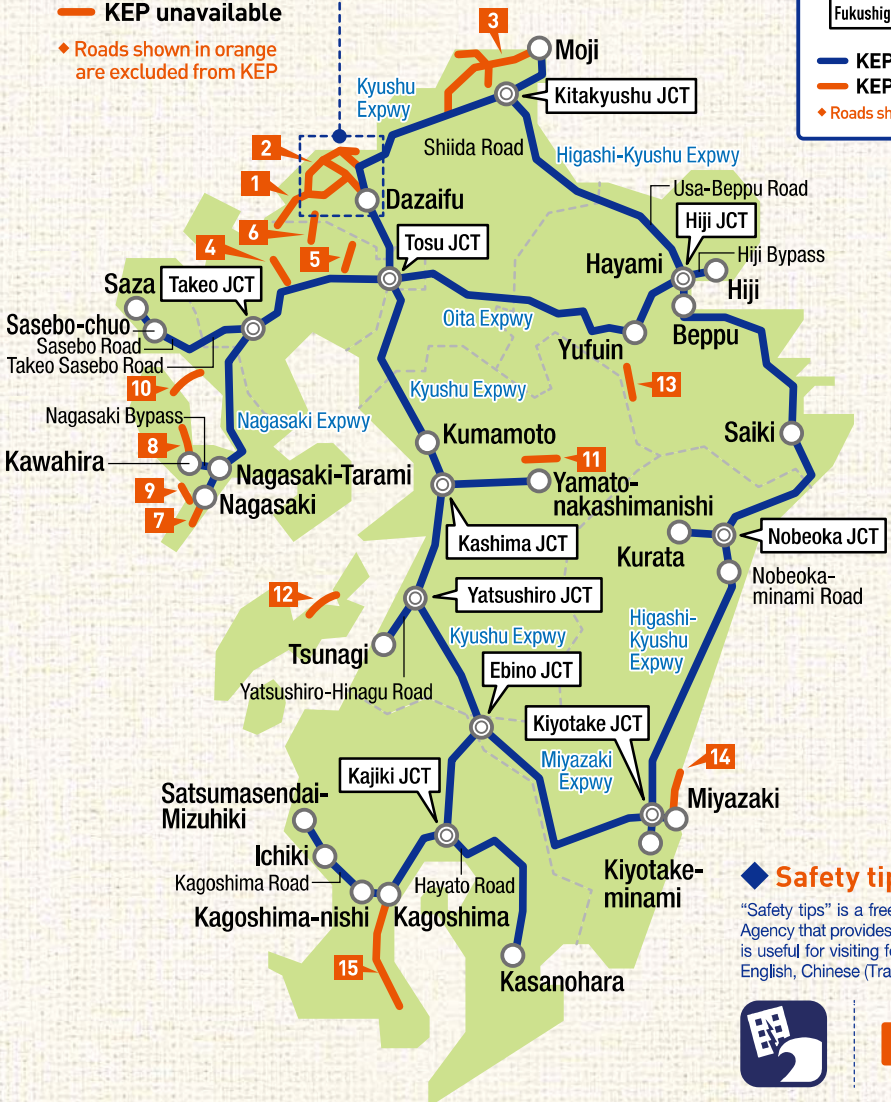 KEP unavailable
◆ Roads shown in orange
are excluded from KEP
Fukushig
KEP
KEP
◆ Roads sh
3
Moji
Kyushu
Expwy
Kitakyushu JCT
2
Shiida Road
Higashi-Kyushu Expwy
1
Dazaifu
Usa-Beppu Road
6
Hiji JCT
4
5
Tosu JCT
Hayami
Hiji Bypass
Saza
Takeo JCT
Hiji
Sasebo-chuo
Oita Expwy
Beppu
Sasebo Road
Yufuin
Takeo Sasebo Road
10
Kyushu Expwy
13
Nagasaki Bypass
Nagasaki Expwy
8
Kumamoto
Saiki
Kawahira
11
Nagasaki-Tarami
Yamato-
nakashimanishi
9
Nagasaki
7
Kashima JCT
Kurata
Nobeoka JCT
Nobeoka-
minami Road
12
Yatsushiro JCT
Higashi-
Kyushu
Expwy
Kyushu Expwy
Tsunagi
Ebino JCT
Yatsushiro-Hinagu Road
Kiyotake JCT
Miyazaki
Expwy
14
Kajiki JCT
Satsumasendai-
Mizuhiki
Miyazaki
Ichiki
Kiyotake-
minami
Kagoshima Road
Hayato Road
Kagoshima-nishi
Kagoshima
15
Kasanohara
◆ Safety tip
“Safety tips” is a free
Agency that provides
is useful for visiting fo
English, Chinese (Tra